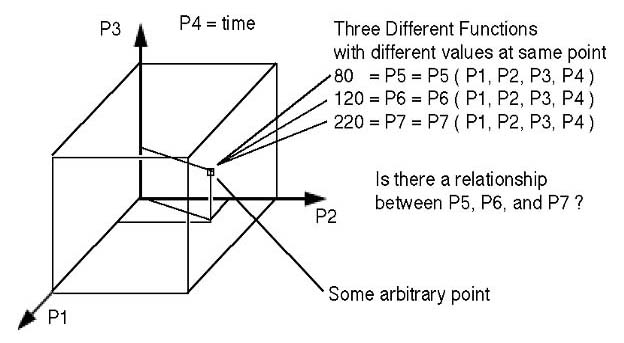 P3
P4 = time
Three Different Functions
with different values at same point
80 = P5 = P5 ( P1, P2, P3, P4 )
120 = P6 = P6 ( P1, P2, P3, P4 )
220 = P7 = P7 ( P1, P2, P3, P4 )
Is there a relationship
between P5, P6, and P7 ?
P2
Some arbitrary point
P1